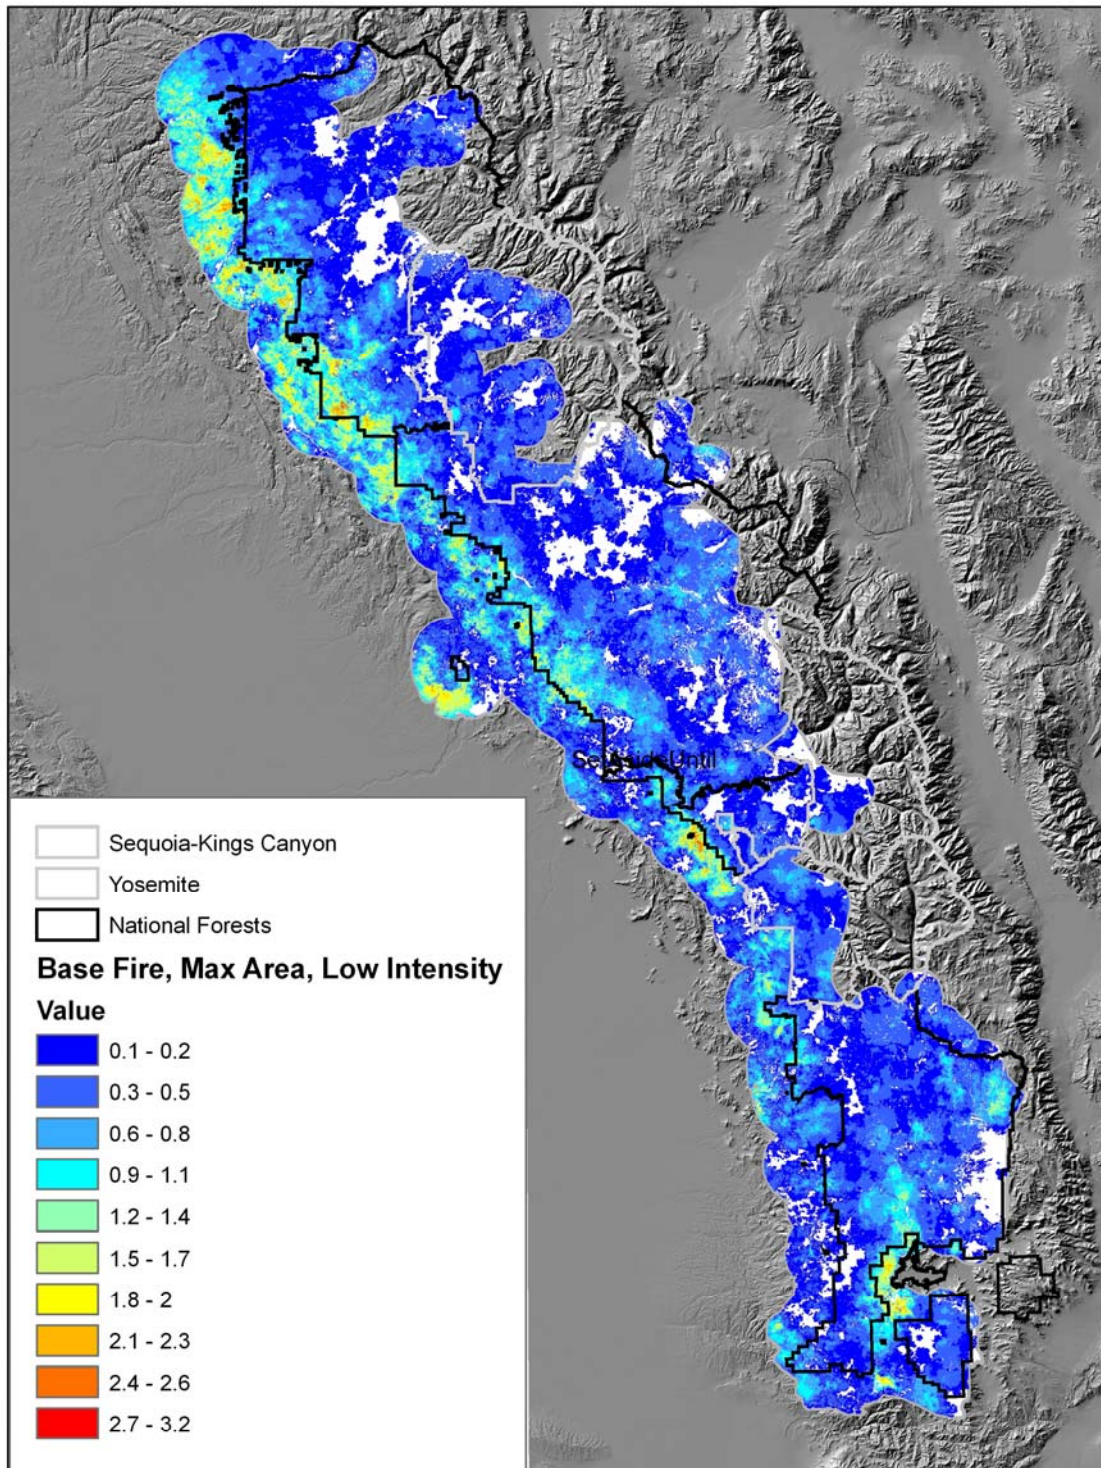 Sequoia-Kings Canyon
Yosemite
National Forests
Base Fire, Max Area, Low Intensity
Value
0.1 - 0.2
0.3 - 0.5
0.6 - 0.8
0.9 - 1.1
1.2 - 1.4
1.5 - 1.7
1.8 - 2
2.1 - 2.3
2.4 - 2.6
2.7 - 3.2